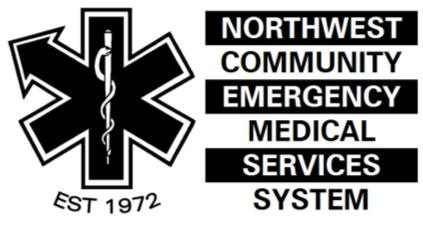 NORTHWEST
COMMUNITY
EMERGENCY
MEDICAL
SERVICES
SYSTEM
EST 1972